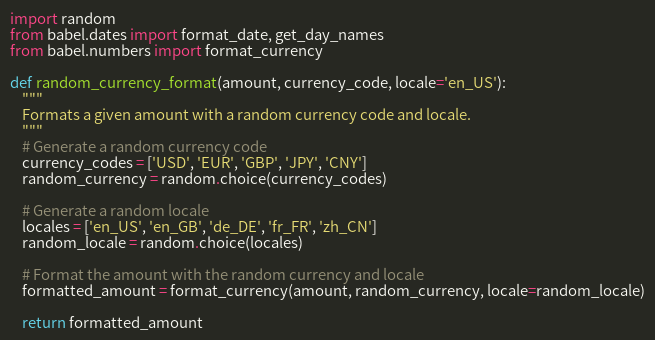 import random
from babel.dates import format_date, get_day_names
from babel.numbers import format_currency

def random_currency_format(amount, currency_code, locale='en_US'):
    """
    Formats a given amount with a random currency code and locale.
    """
    # Generate a random currency code
    currency_codes = ['USD', 'EUR', 'GBP', 'JPY', 'CNY']
    random_currency = random.choice(currency_codes)

    # Generate a random locale
    locales = ['en_US', 'en_GB', 'de_DE', 'fr_FR', 'zh_CN']
    random_locale = random.choice(locales)

    # Format the amount with the random currency and locale
    formatted_amount = format_currency(amount, random_currency, locale=random_locale)

    return formatted_amount